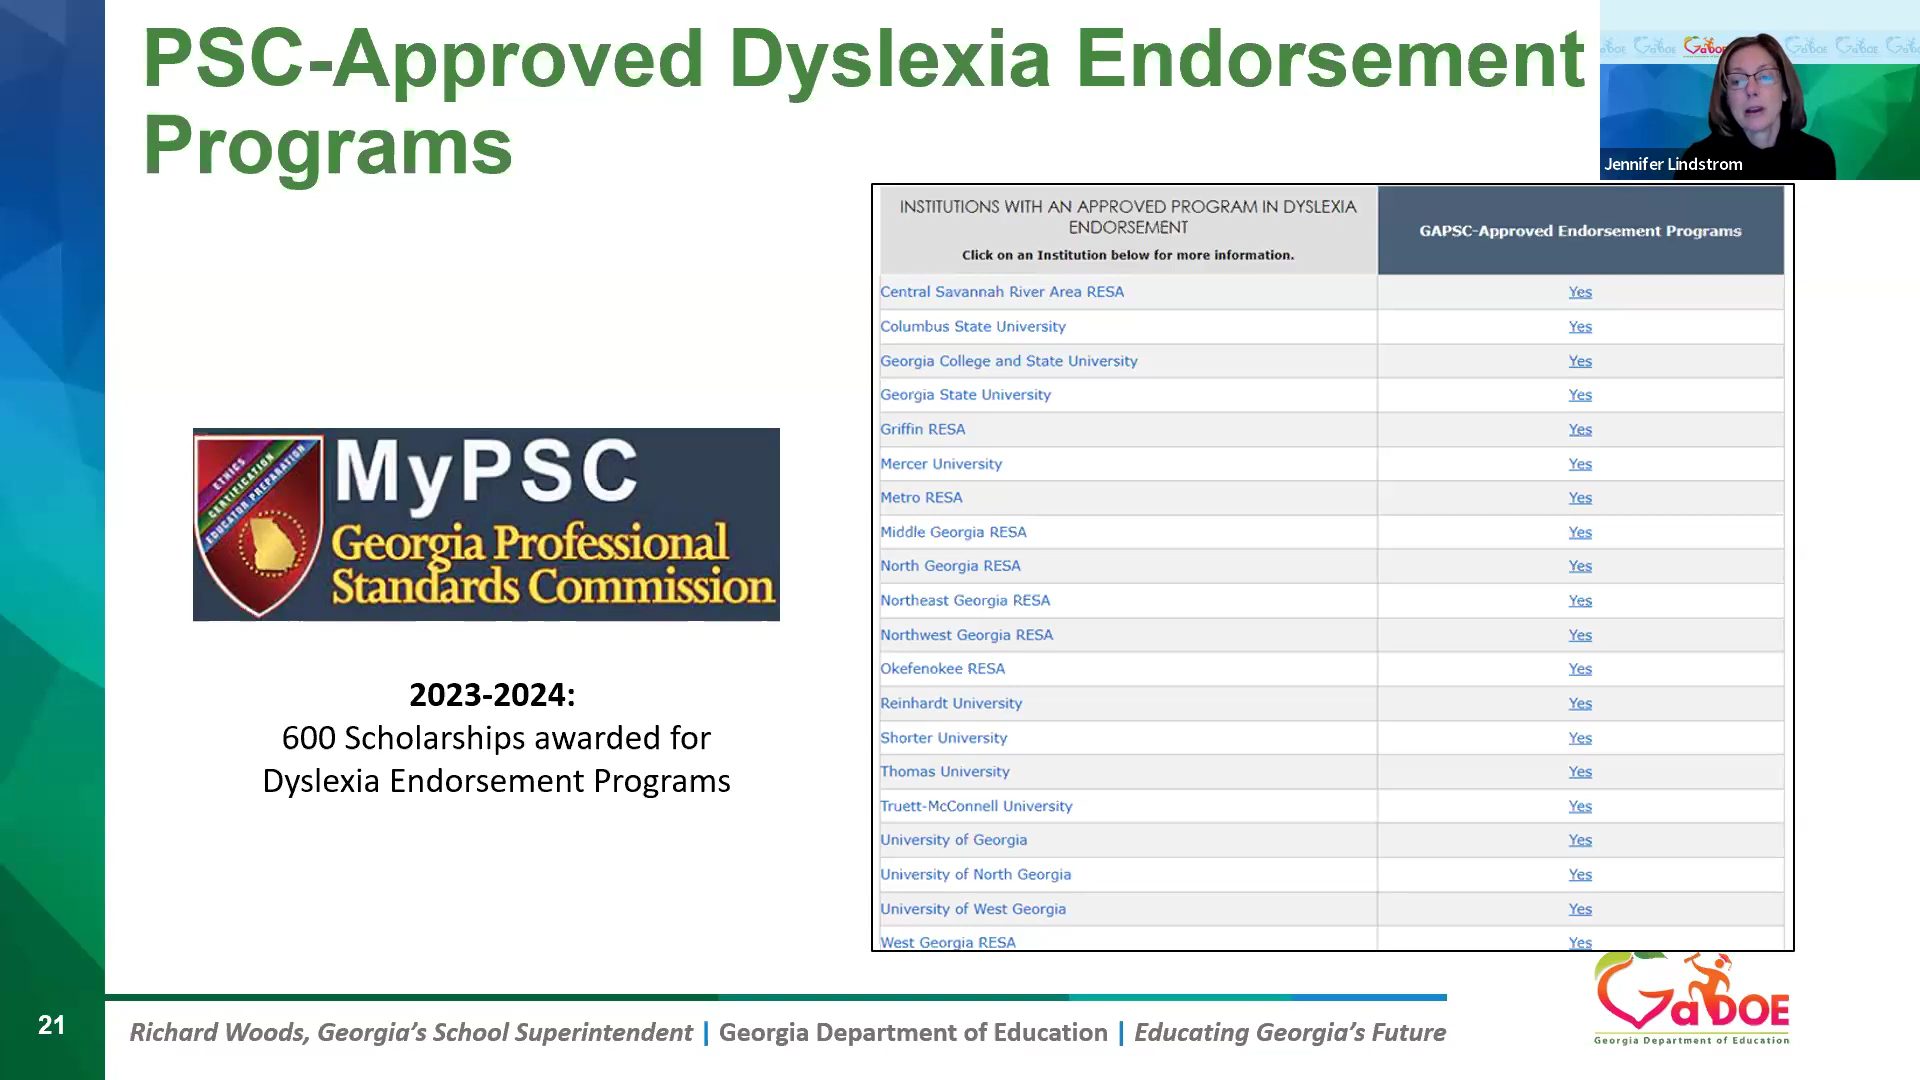 PSC-Approved Dyslexia Endorsement
Programs
Jennifer Lindstrom
INSTITUTIONS WITH AN APPROVED PROGRAM IN DYSLEXIA
ENDORSEMENT
Click on an Institution below for more information.
GAPSC-Approved Endorsement Programs
Central Savannah River Area RESA Yes
Columbus State University Yes
Georgia College and State University Yes
Georgia State University Yes
Griffin RESA Yes
Mercer University Yes
Metro RESA Yes
Middle Georgia RESA Yes
North Georgia RESA Yes
Northeast Georgia RESA Yes
Northwest Georgia RESA Yes
Okefenokee RESA Yes
Reinhardt University Yes
Shorter University Yes
Thomas University Yes
Truett-McConnell University Yes
University of Georgia Yes
University of North Georgia Yes
University of West Georgia Yes
West Georgia RESA Yes
ETHICS
CERTIFICATION
EDUCATOR PREPARATION
MyPSC
Georgia Professional
Standards Commission
2023-2024:
600 Scholarships awarded for
Dyslexia Endorsement Programs
21
Richard Woods, Georgia's School Superintendent | Georgia Department of Education | Educating Georgia's Future
GaDOE
Georgia Department of Education